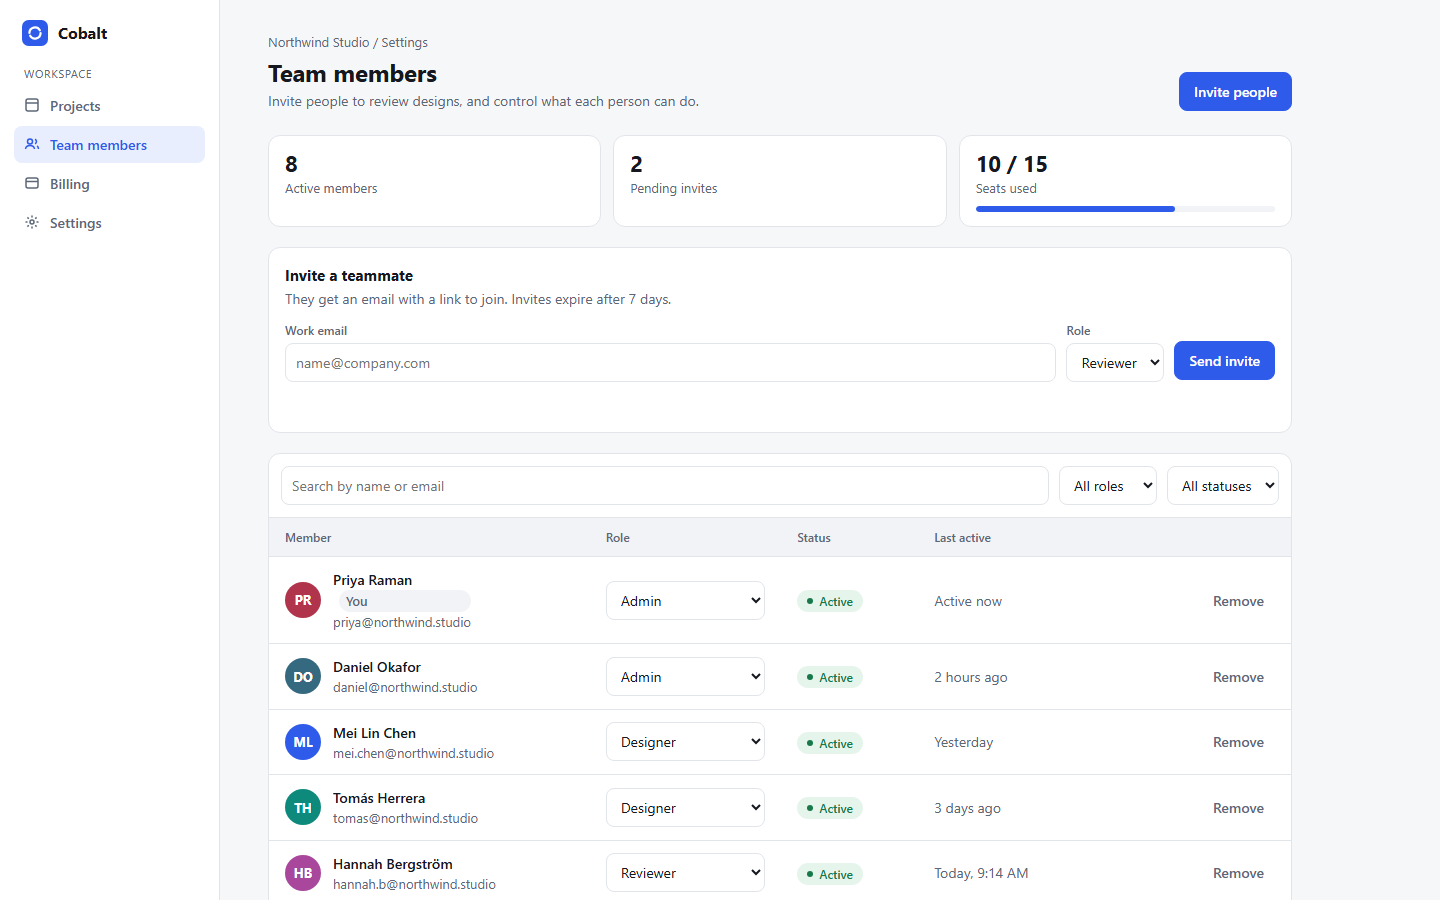 Cobalt
WORKSPACE
Projects
Team members
Billing
Settings
Northwind Studio / Settings
Team members
Invite people to review designs, and control what each person can do.
Invite people
8
Active members
2
Pending invites
10 / 15
Seats used
Invite a teammate
They get an email with a link to join. Invites expire after 7 days.
Work email
Role
name@company.com
Reviewer
Send invite
Search by name or email
All roles
All statuses
Member Role Status Last active
PR
Priya Raman
You
priya@northwind.studio
Admin
Active
Active now
Remove
DO
Daniel Okafor
daniel@northwind.studio
Admin
Active
2 hours ago
Remove
ML
Mei Lin Chen
mei.chen@northwind.studio
Designer
Active
Yesterday
Remove
TH
Tomás Herrera
tomas@northwind.studio
Designer
Active
3 days ago
Remove
HB
Hannah Bergström
hannah.b@northwind.studio
Reviewer
Active
Today, 9:14 AM
Remove